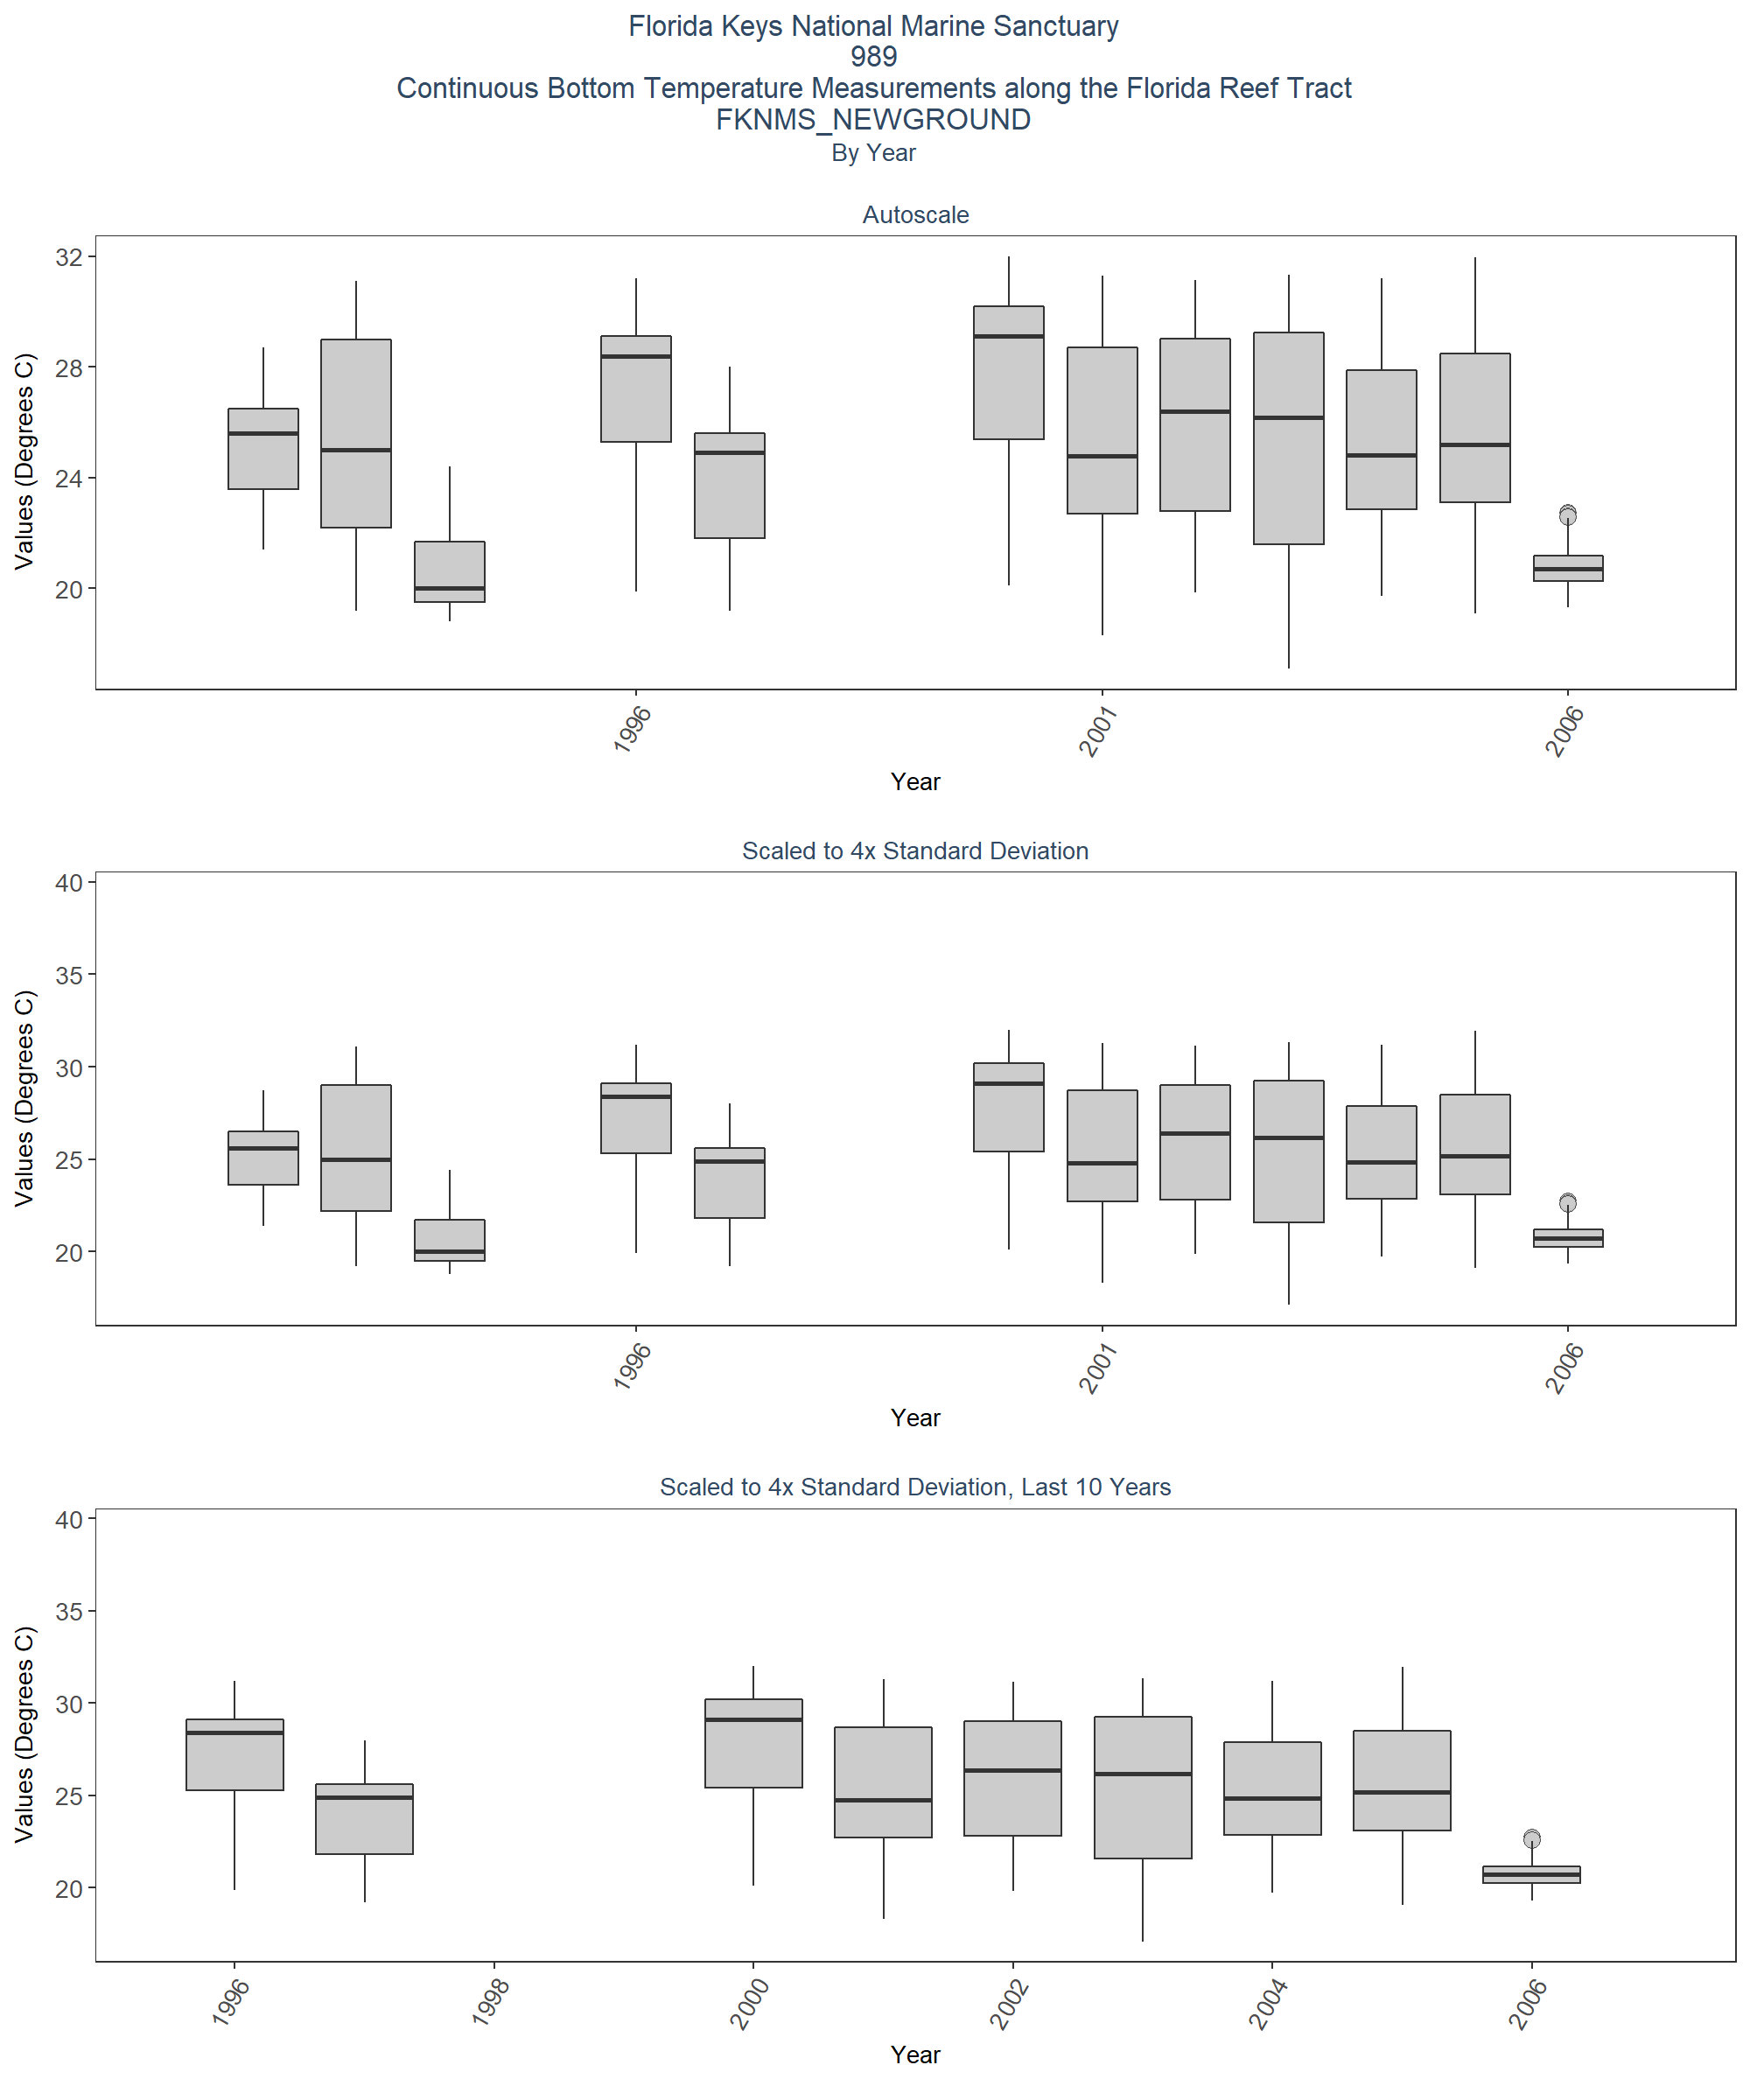 Florida Keys National Marine Sanctuary
989
Continuous Bottom Temperature Measurements along the Florida Reef Tract
FKNMS_NEWGROUND
By Year
Autoscale
Values (Degrees C)
32
28
24
20
1996
2001
2006
Year
Scaled to 4x Standard Deviation
Values (Degrees C)
40
35
30
25
20
1996
2001
2006
Year
Scaled to 4x Standard Deviation, Last 10 Years
Values (Degrees C)
40
35
30
25
20
1996
1998
2000
2002
2004
2006
Year